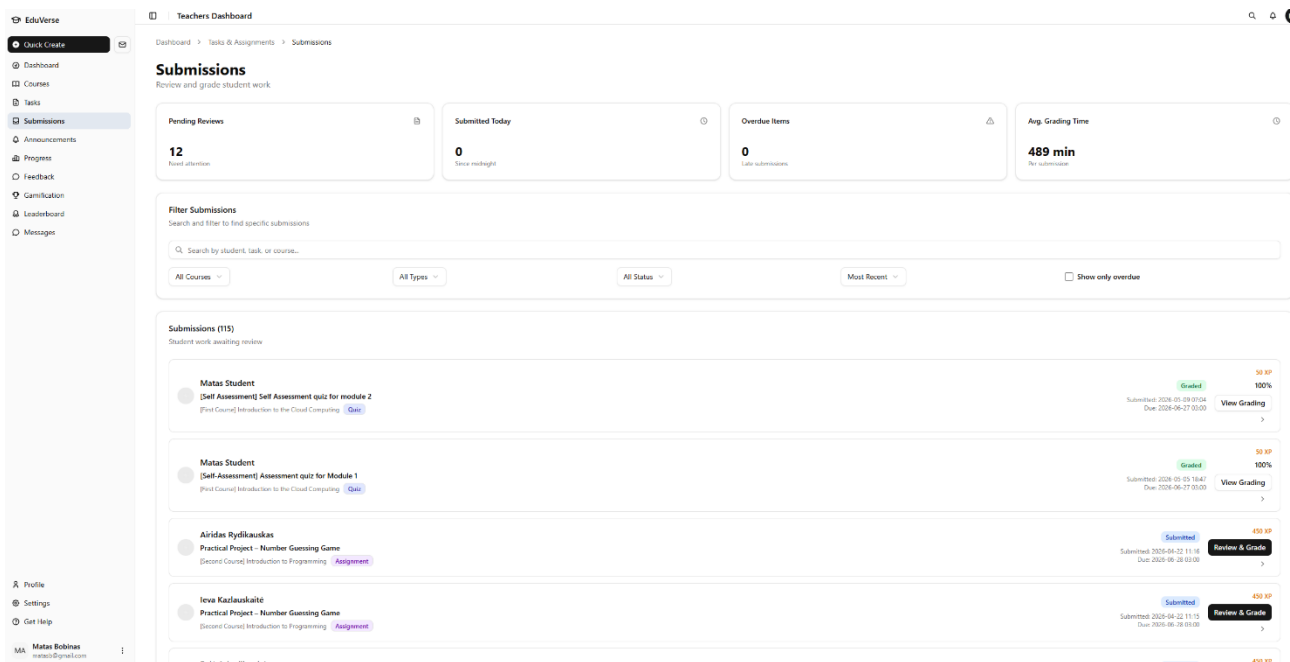 EduVerse
Quick Create
Dashboard
Courses
Tasks
Submissions
Announcements
Progress
Feedback
Gamification
Leaderboard
Messages
Profile
Settings
Get Help
MA
Matas Bobinas
matasb@gmail.com
Teachers Dashboard
Dashboard > Tasks & Assignments > Submissions
Submissions
Review and grade student work
Pending Reviews
12
Need attention
Submitted Today
0
Since midnight
Overdue Items
0
Late submissions
Avg. Grading Time
489 min
Per submission
Filter Submissions
Search and filter to find specific submissions
Search by student, task, or course...
All Courses
All Types
All Status
Most Recent
Show only overdue
Submissions (115)
Student work awaiting review
Matas Student
[Self Assessment] Self Assessment quiz for module 2
[First Course] Introduction to the Cloud Computing Quiz
Graded
Submitted: 2026-05-09 07:04
Due: 2026-06-27 03:00
50 XP
100%
View Grading
Matas Student
[Self-Assessment] Assessment quiz for Module 1
[First Course] Introduction to the Cloud Computing Quiz
Graded
Submitted: 2026-05-05 18:47
Due: 2026-06-27 03:00
50 XP
100%
View Grading
Airidas Rydikauskas
Practical Project – Number Guessing Game
[Second Course] Introduction to Programming Assignment
Submitted
Submitted: 2026-04-22 11:16
Due: 2026-06-28 03:00
450 XP
Review & Grade
Ieva Kazlauskaitė
Practical Project – Number Guessing Game
[Second Course] Introduction to Programming Assignment
Submitted
Submitted: 2026-04-22 11:15
Due: 2026-06-28 03:00
450 XP
Review & Grade
450 XP